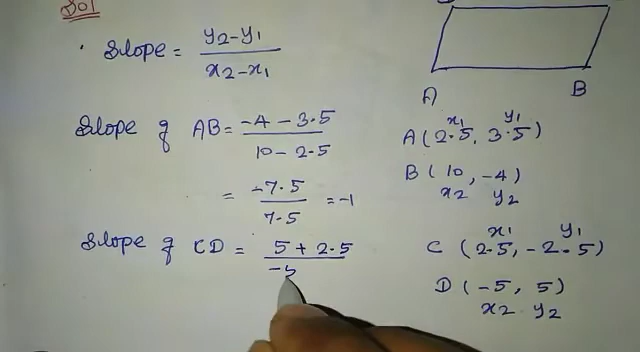 Sol
Slope = y2-y1 / x2-x1
A B
Slope of AB = -4 - 3.5 / 10 - 2.5
= -7.5 / 7.5 = -1
x1 y1
A (2.5, 3.5)
B (10, -4)
x2 y2
Slope of CD = 5 + 2.5 / -5
x1 y1
C (2.5, -2.5)
D (-5, 5)
x2 y2